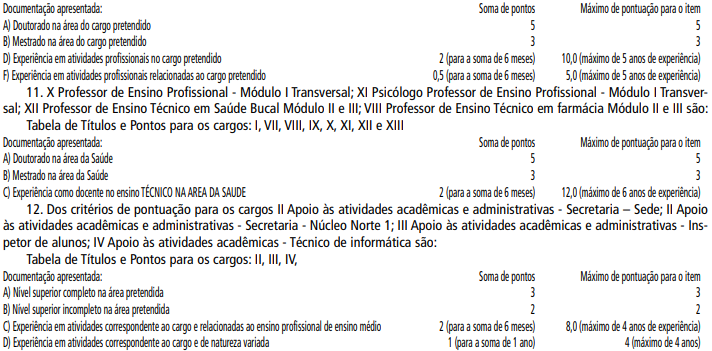 Documentação apresentada: Soma de pontos Máximo de pontuação para o item
A) Doutorado na área do cargo pretendido 5 5
B) Mestrado na área do cargo pretendido 3 3
D) Experiência em atividades profissionais no cargo pretendido 2 (para a soma de 6 meses) 10,0 (máximo de 5 anos de experiência)
F) Experiência em atividades profissionais relacionadas ao cargo pretendido 0,5 (para a soma de 6 meses) 5,0 (máximo de 5 anos de experiência)
11. X Professor de Ensino Profissional - Módulo I Transversal; XI Psicólogo Professor de Ensino Profissional - Módulo I Transver-
sal; XII Professor de Ensino Técnico em Saúde Bucal Módulo II e III; VIII Professor de Ensino Técnico em farmácia Módulo II e III são:
Tabela de Títulos e Pontos para os cargos: I, VII, VIII, IX, X, XI, XII e XIII
Documentação apresentada: Soma de pontos Máximo de pontuação para o item
A) Doutorado na área da Saúde 5 5
B) Mestrado na área da Saúde 3 3
C) Experiência como docente no ensino TÉCNICO NA AREA DA SAUDE 2 (para a soma de 6 meses) 12,0 (máximo de 6 anos de experiência)
12. Dos critérios de pontuação para os cargos II Apoio às atividades acadêmicas e administrativas - Secretaria – Sede; II Apoio
às atividades acadêmicas e administrativas - Secretaria - Núcleo Norte 1; III Apoio às atividades acadêmicas e administrativas - Ins-
petor de alunos; IV Apoio às atividades acadêmicas - Técnico de informática são:
Tabela de Títulos e Pontos para os cargos: II, III, IV,
Documentação apresentada: Soma de pontos Máximo de pontuação para o item
A) Nível superior completo na área pretendida 3 3
B) Nível superior incompleto na área pretendida 2 2
C) Experiência em atividades correspondente ao cargo e relacionadas ao ensino profissional de ensino médio 2 (para a soma de 6 meses) 8,0 (máximo de 4 anos de experiência)
D) Experiência em atividades correspondente ao cargo e de natureza variada 1 (para a soma de 1 ano) 4 (máximo de 4 anos)